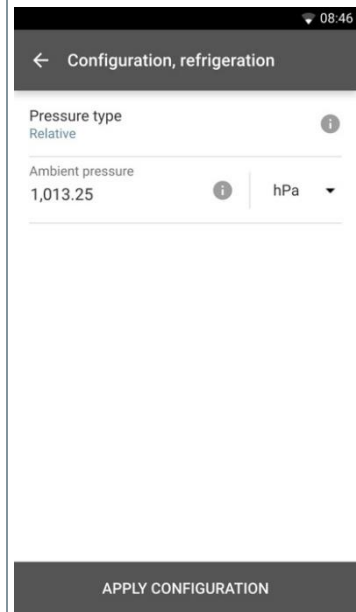 08:46
Configuration, refrigeration
Pressure type
Relative
Ambient pressure
1,013.25 hPa
APPLY CONFIGURATION